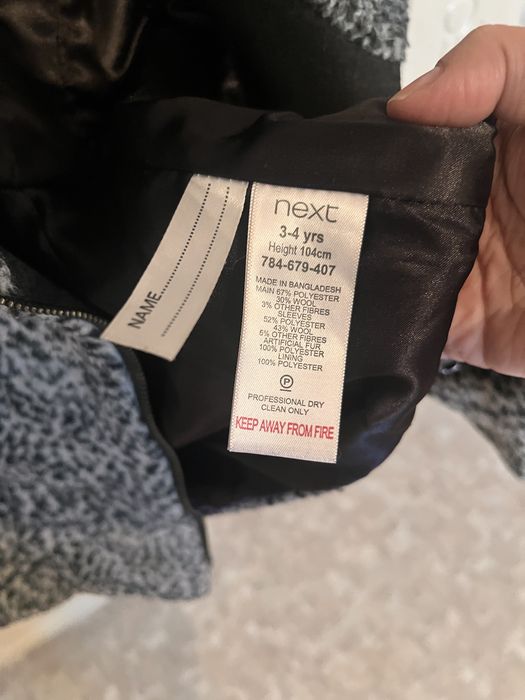 NAME
next
3-4 yrs
Height 104cm
784-679-407
MADE IN BANGLADESH
MAIN 67% POLYESTER
30% WOOL
3% OTHER FIBRES
SLEEVES
52% POLYESTER
43% WOOL
5% OTHER FIBRES
ARTIFICIAL FUR
100% POLYESTER
LINING
100% POLYESTER
P
PROFESSIONAL DRY
CLEAN ONLY
KEEP AWAY FROM FIRE